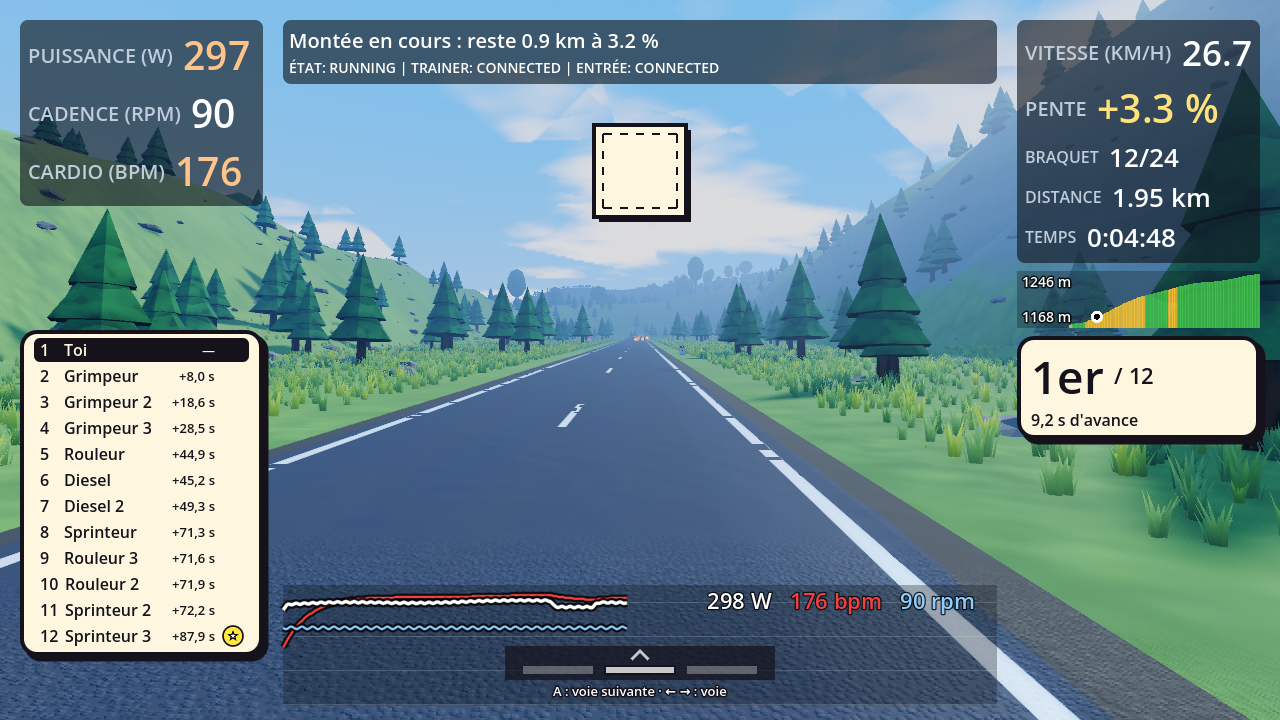 PUISSANCE (W) 297
CADENCE (RPM) 90
CARDIO (BPM) 176
Montée en cours : reste 0.9 km à 3.2 %
ÉTAT: RUNNING | TRAINER: CONNECTED | ENTRÉE: CONNECTED
VITESSE (KM/H) 26.7
PENTE +3.3 %
BRAQUET 12/24
DISTANCE 1.95 km
TEMPS 0:04:48
1246 m
1168 m
1er / 12
9,2 s d'avance
1 Toi —
2 Grimpeur +8,0 s
3 Grimpeur 2 +18,6 s
4 Grimpeur 3 +28,5 s
5 Rouleur +44,9 s
6 Diesel +45,2 s
7 Diesel 2 +49,3 s
8 Sprinteur +71,3 s
9 Rouleur 3 +71,6 s
10 Rouleur 2 +71,9 s
11 Sprinteur 2 +72,2 s
12 Sprinteur 3 +87,9 s
298 W 176 bpm 90 rpm
A : voie suivante · ← → : voie